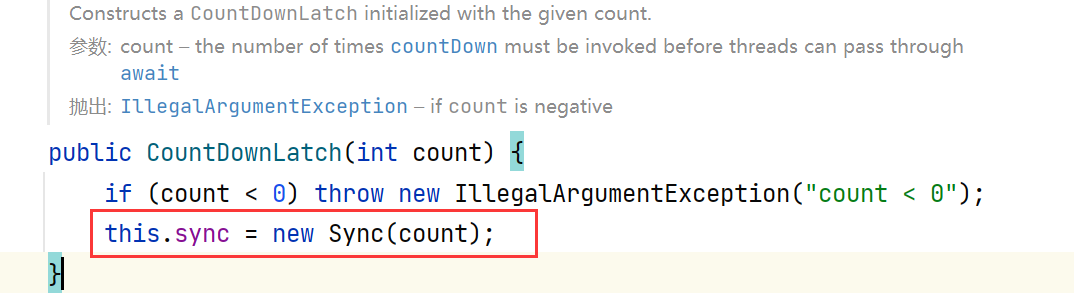 Constructs a CountDownLatch initialized with the given count.
参数: count – the number of times countDown must be invoked before threads can pass through
await
抛出: IllegalArgumentException – if count is negative
public CountDownLatch(int count) {
    if (count < 0) throw new IllegalArgumentException("count < 0");
    this.sync = new Sync(count);
}